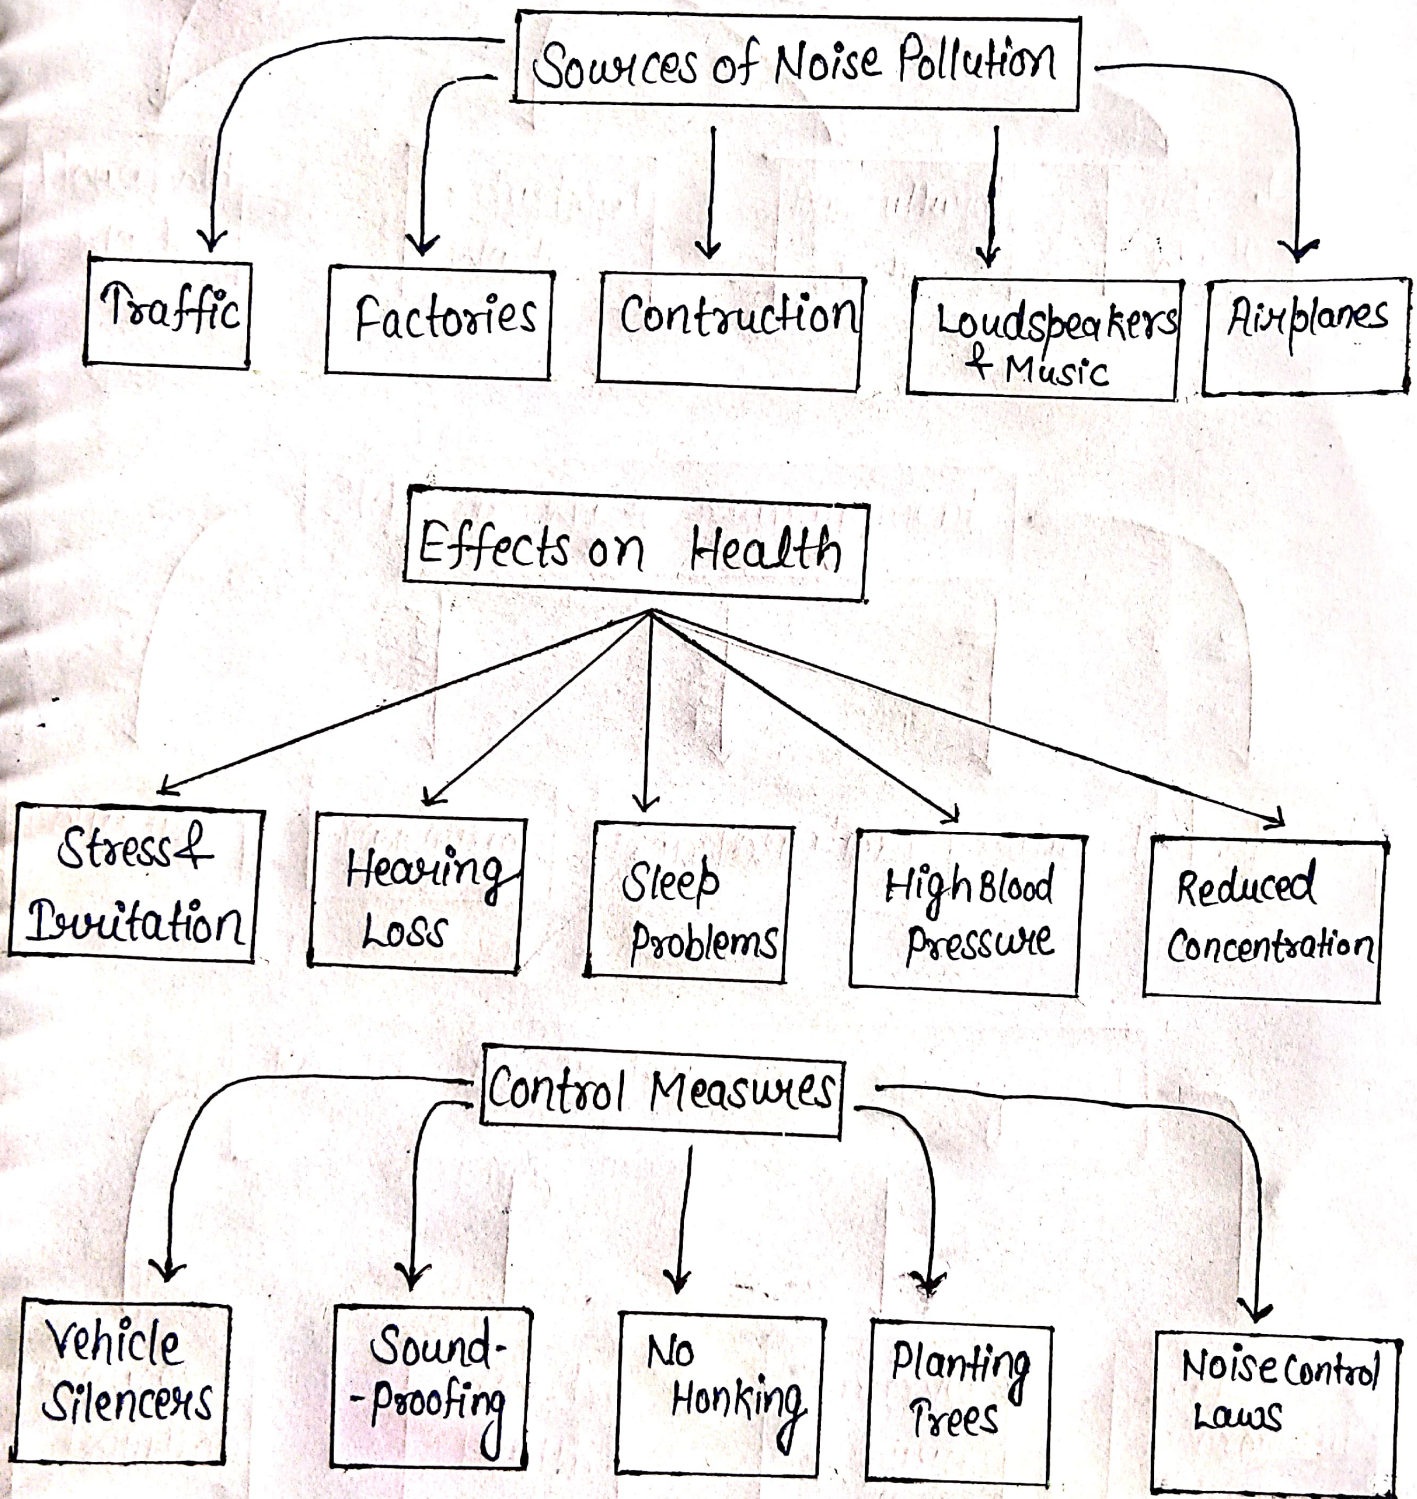 Sources of Noise Pollution
Traffic
Factories
Contruction
Loudspeakers
& Music
Airplanes
Effects on Health
Stress &
Irritation
Hearing
Loss
Sleep
Problems
High Blood
Pressure
Reduced
Concentration
Control Measures
Vehicle
Silencers
Sound-
-Proofing
No
Honking
Planting
Trees
Noise Control
Laws